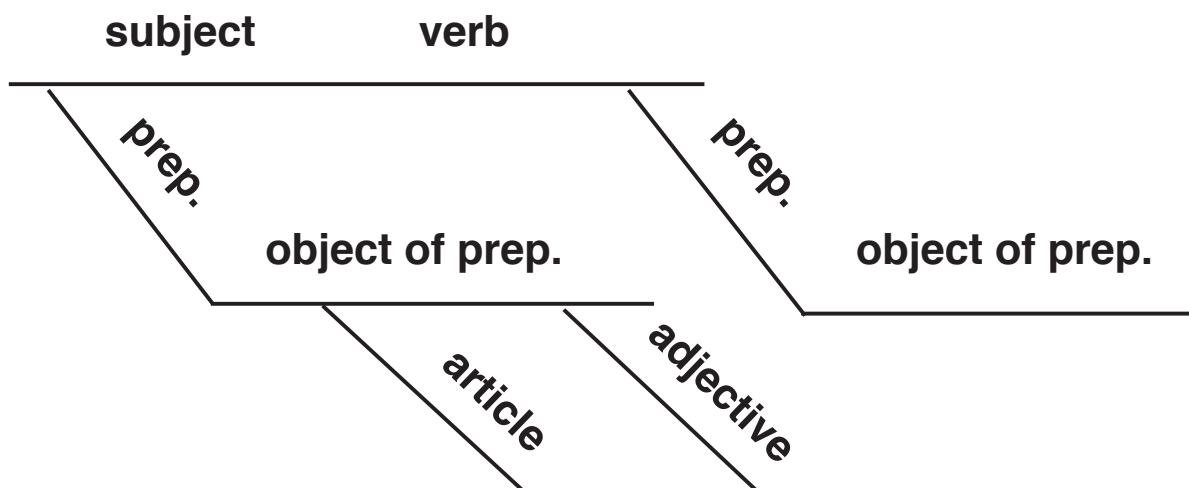 subject verb
prep. prep.
object of prep. object of prep.
article adjective